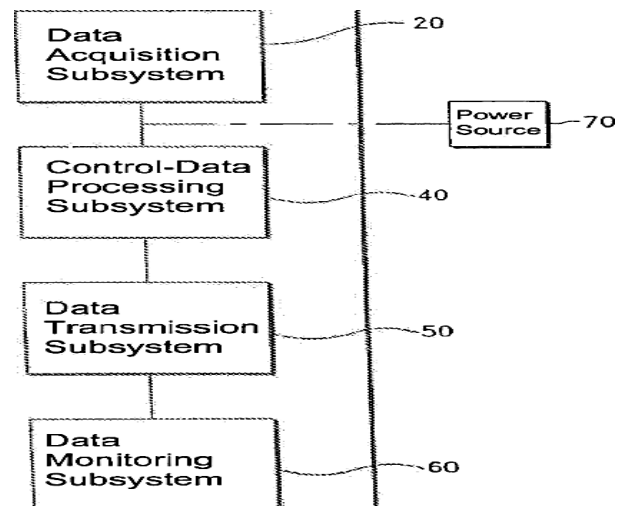 Data
Acquisition
Subsystem
20
Power
Source
70
Control-Data
Processing
Subsystem
40
Data
Transmission
Subsystem
50
Data
Monitoring
Subsystem
60